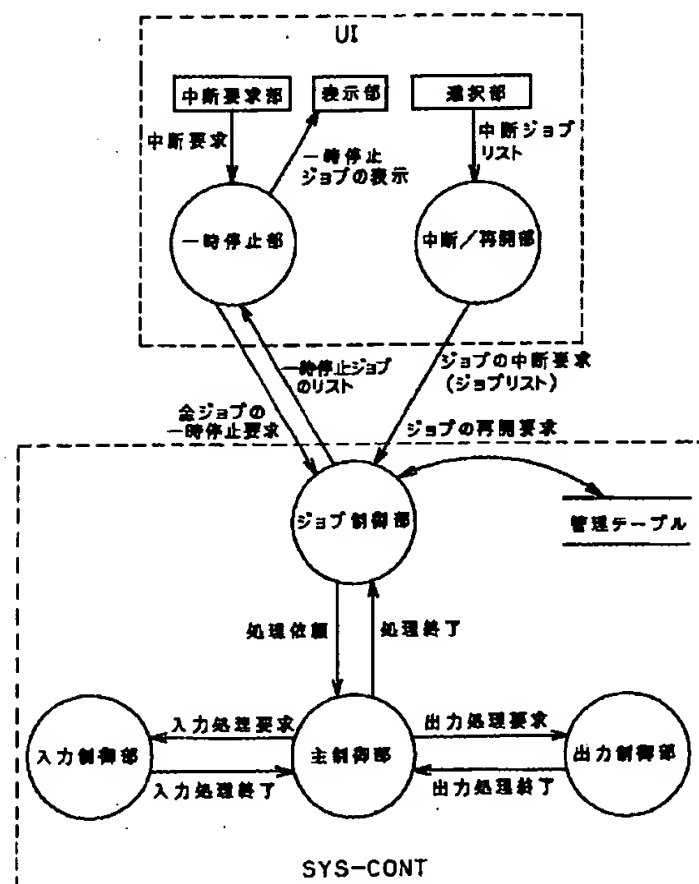 UI
中断要求部
表示部
選択部
中断要求
一時停止
ジョブの表示
中断ジョブ
リスト
一時停止部
中断／再開部
一時停止ジョブ
のリスト
ジョブの中断要求
(ジョブリスト)
全ジョブの
一時停止要求
ジョブの再開要求
ジョブ制御部
管理テーブル
処理依頼
処理終了
入力処理要求
出力処理要求
入力制御部
主制御部
出力制御部
入力処理終了
出力処理終了
SYS-CONT